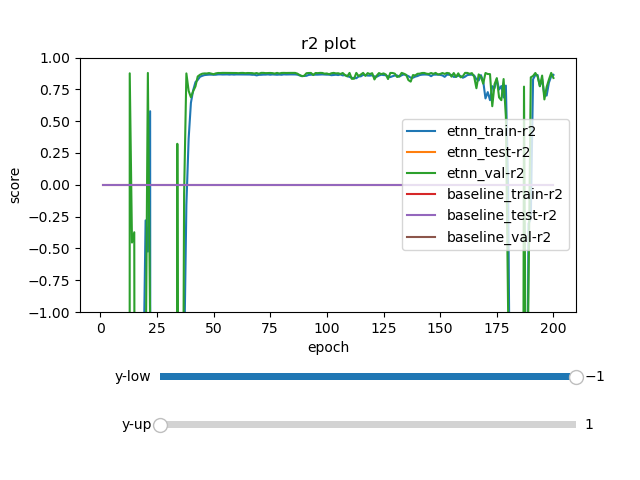 r2 plot
score
1.00
0.75
0.50
0.25
0.00
−0.25
−0.50
−0.75
−1.00
etnn_train-r2
etnn_test-r2
etnn_val-r2
baseline_train-r2
baseline_test-r2
baseline_val-r2
0 25 50 75 100 125 150 175 200
epoch
y-low −1
y-up 1